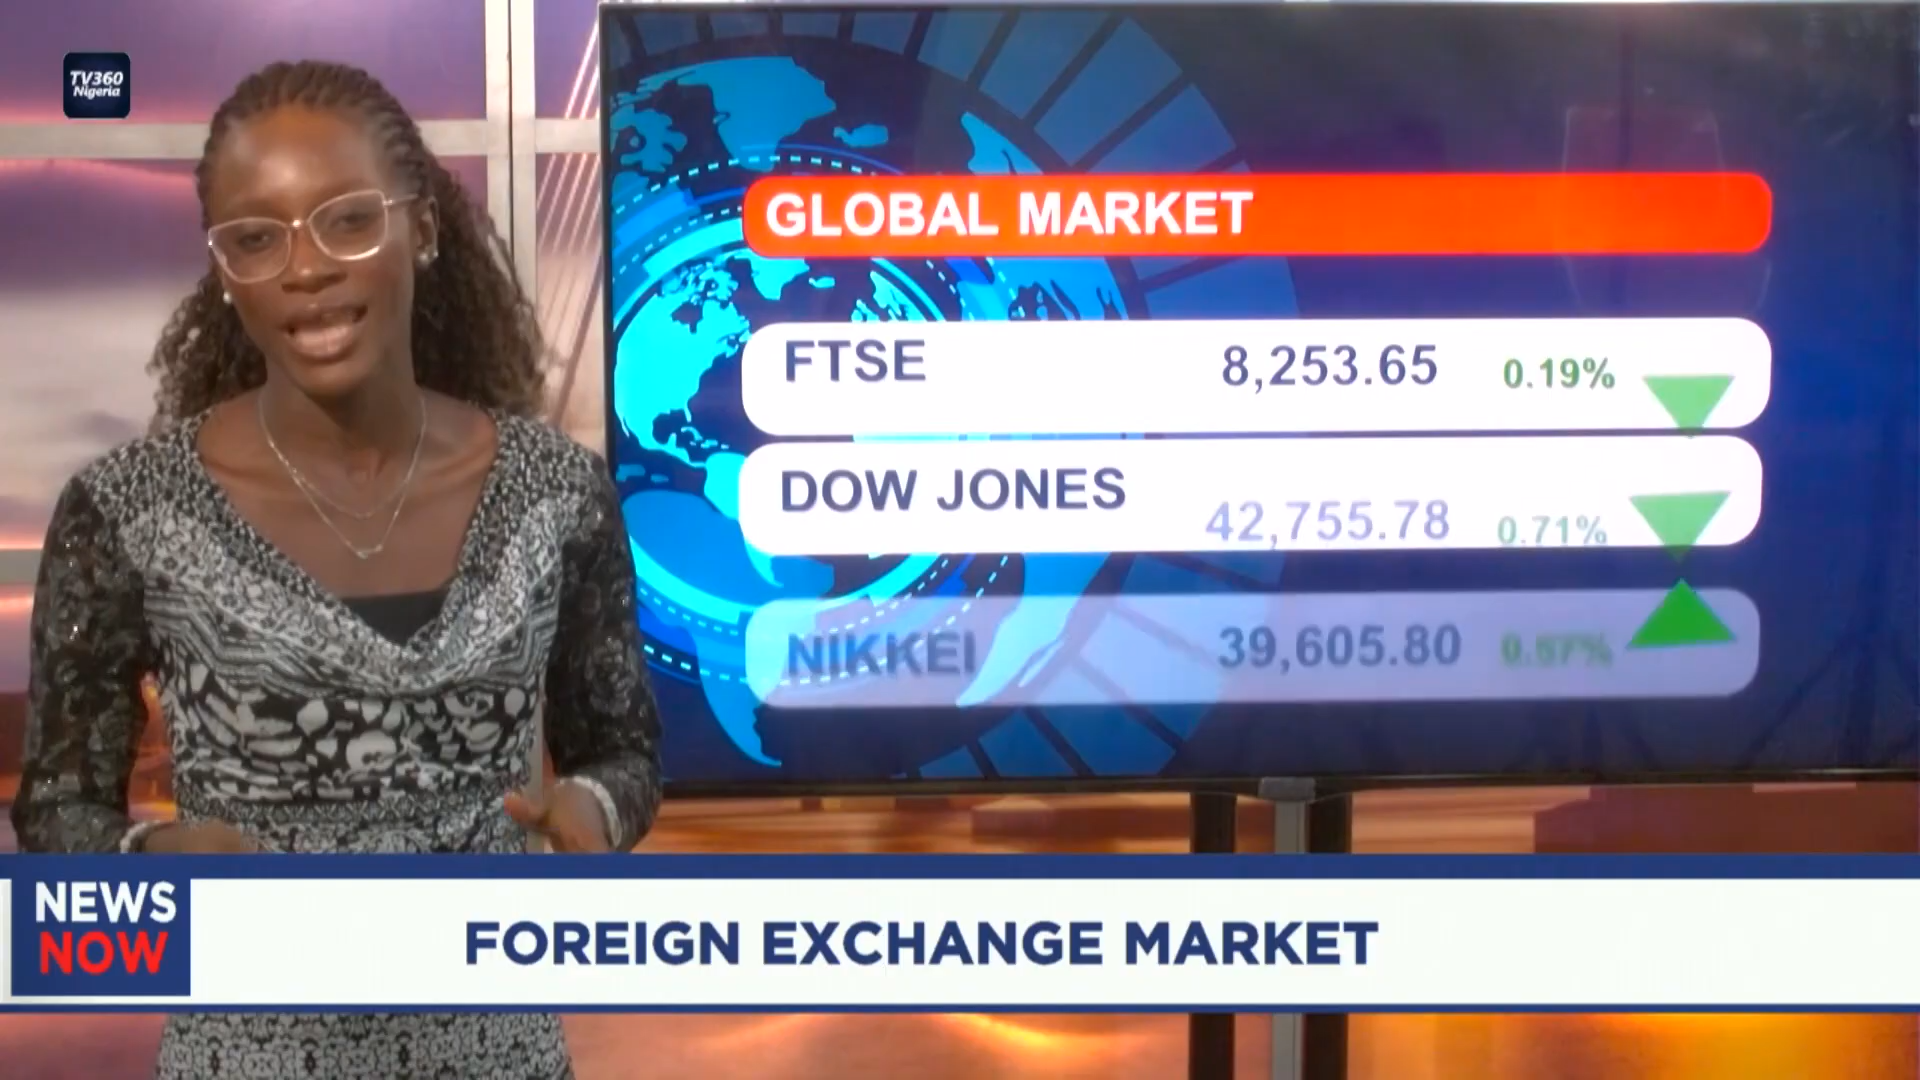 TV360
Nigeria
GLOBAL MARKET
FTSE 8,253.65 0.19%
DOW JONES 42,755.78 0.71%
NIKKEI 39,605.80
NEWS
NOW
FOREIGN EXCHANGE MARKET